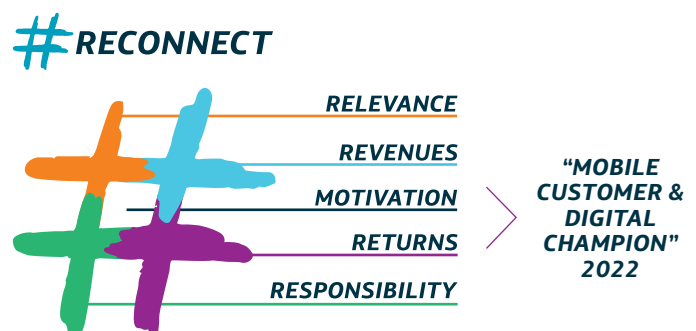 #RECONNECT
RELEVANCE
REVENUES
MOTIVATION
RETURNS
RESPONSIBILITY
“MOBILE
CUSTOMER &
DIGITAL
CHAMPION”
2022